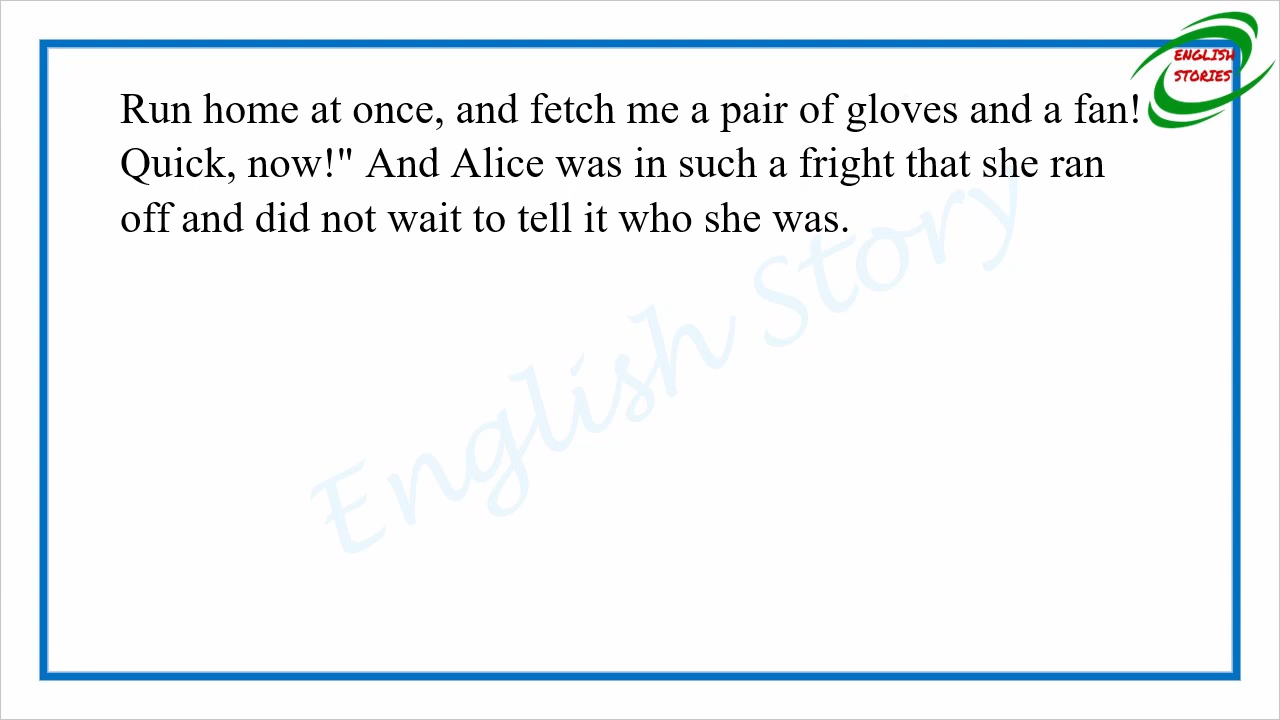 ENGLISH
STORIES
Run home at once, and fetch me a pair of gloves and a fan!
Quick, now!" And Alice was in such a fright that she ran
off and did not wait to tell it who she was.
English Story